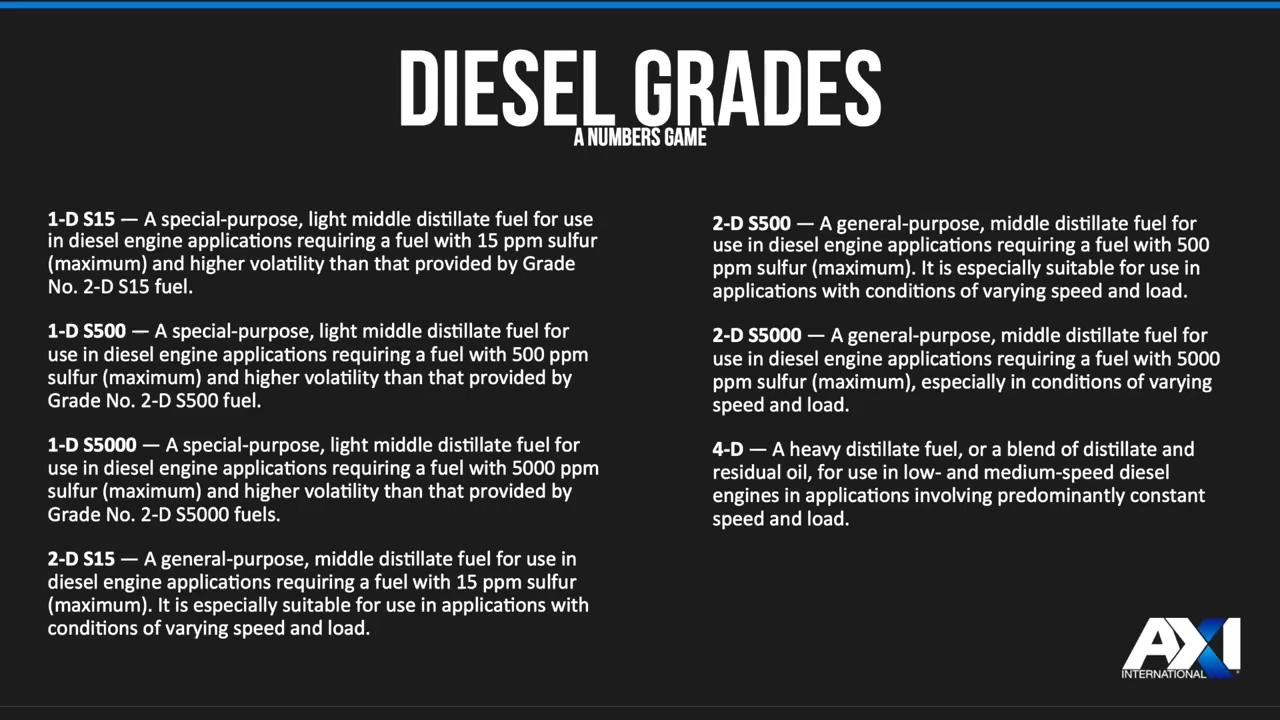 DIESEL GRADES
A NUMBERS GAME
1-D S15 — A special-purpose, light middle distillate fuel for use
in diesel engine applications requiring a fuel with 15 ppm sulfur
(maximum) and higher volatility than that provided by Grade
No. 2-D S15 fuel.
1-D S500 — A special-purpose, light middle distillate fuel for
use in diesel engine applications requiring a fuel with 500 ppm
sulfur (maximum) and higher volatility than that provided by
Grade No. 2-D S500 fuel.
1-D S5000 — A special-purpose, light middle distillate fuel for
use in diesel engine applications requiring a fuel with 5000 ppm
sulfur (maximum) and higher volatility than that provided by
Grade No. 2-D S5000 fuels.
2-D S15 — A general-purpose, middle distillate fuel for use in
diesel engine applications requiring a fuel with 15 ppm sulfur
(maximum). It is especially suitable for use in applications with
conditions of varying speed and load.
2-D S500 — A general-purpose, middle distillate fuel for
use in diesel engine applications requiring a fuel with 500
ppm sulfur (maximum). It is especially suitable for use in
applications with conditions of varying speed and load.
2-D S5000 — A general-purpose, middle distillate fuel for
use in diesel engine applications requiring a fuel with 5000
ppm sulfur (maximum), especially in conditions of varying
speed and load.
4-D — A heavy distillate fuel, or a blend of distillate and
residual oil, for use in low- and medium-speed diesel
engines in applications involving predominantly constant
speed and load.
AXI
INTERNATIONAL